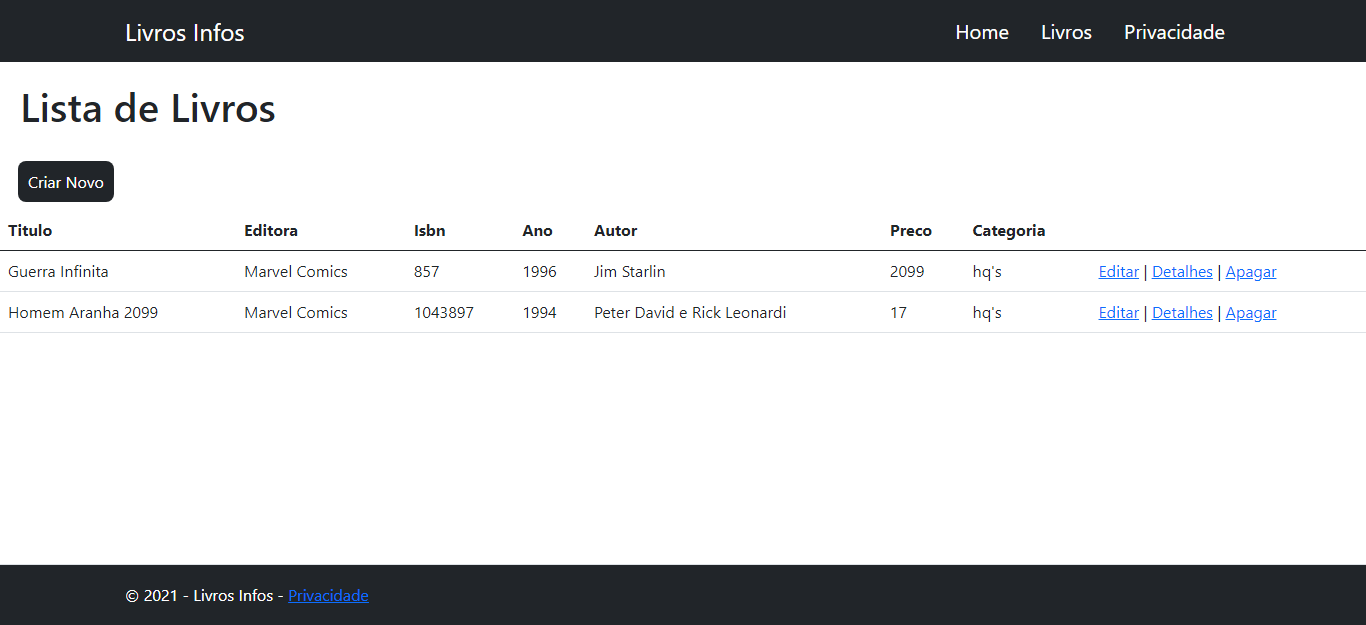 Livros Infos Home Livros Privacidade
Lista de Livros
Criar Novo
Titulo Editora Isbn Ano Autor Preco Categoria
Guerra Infinita Marvel Comics 857 1996 Jim Starlin 2099 hq's Editar | Detalhes | Apagar
Homem Aranha 2099 Marvel Comics 1043897 1994 Peter David e Rick Leonardi 17 hq's Editar | Detalhes | Apagar
© 2021 - Livros Infos - Privacidade